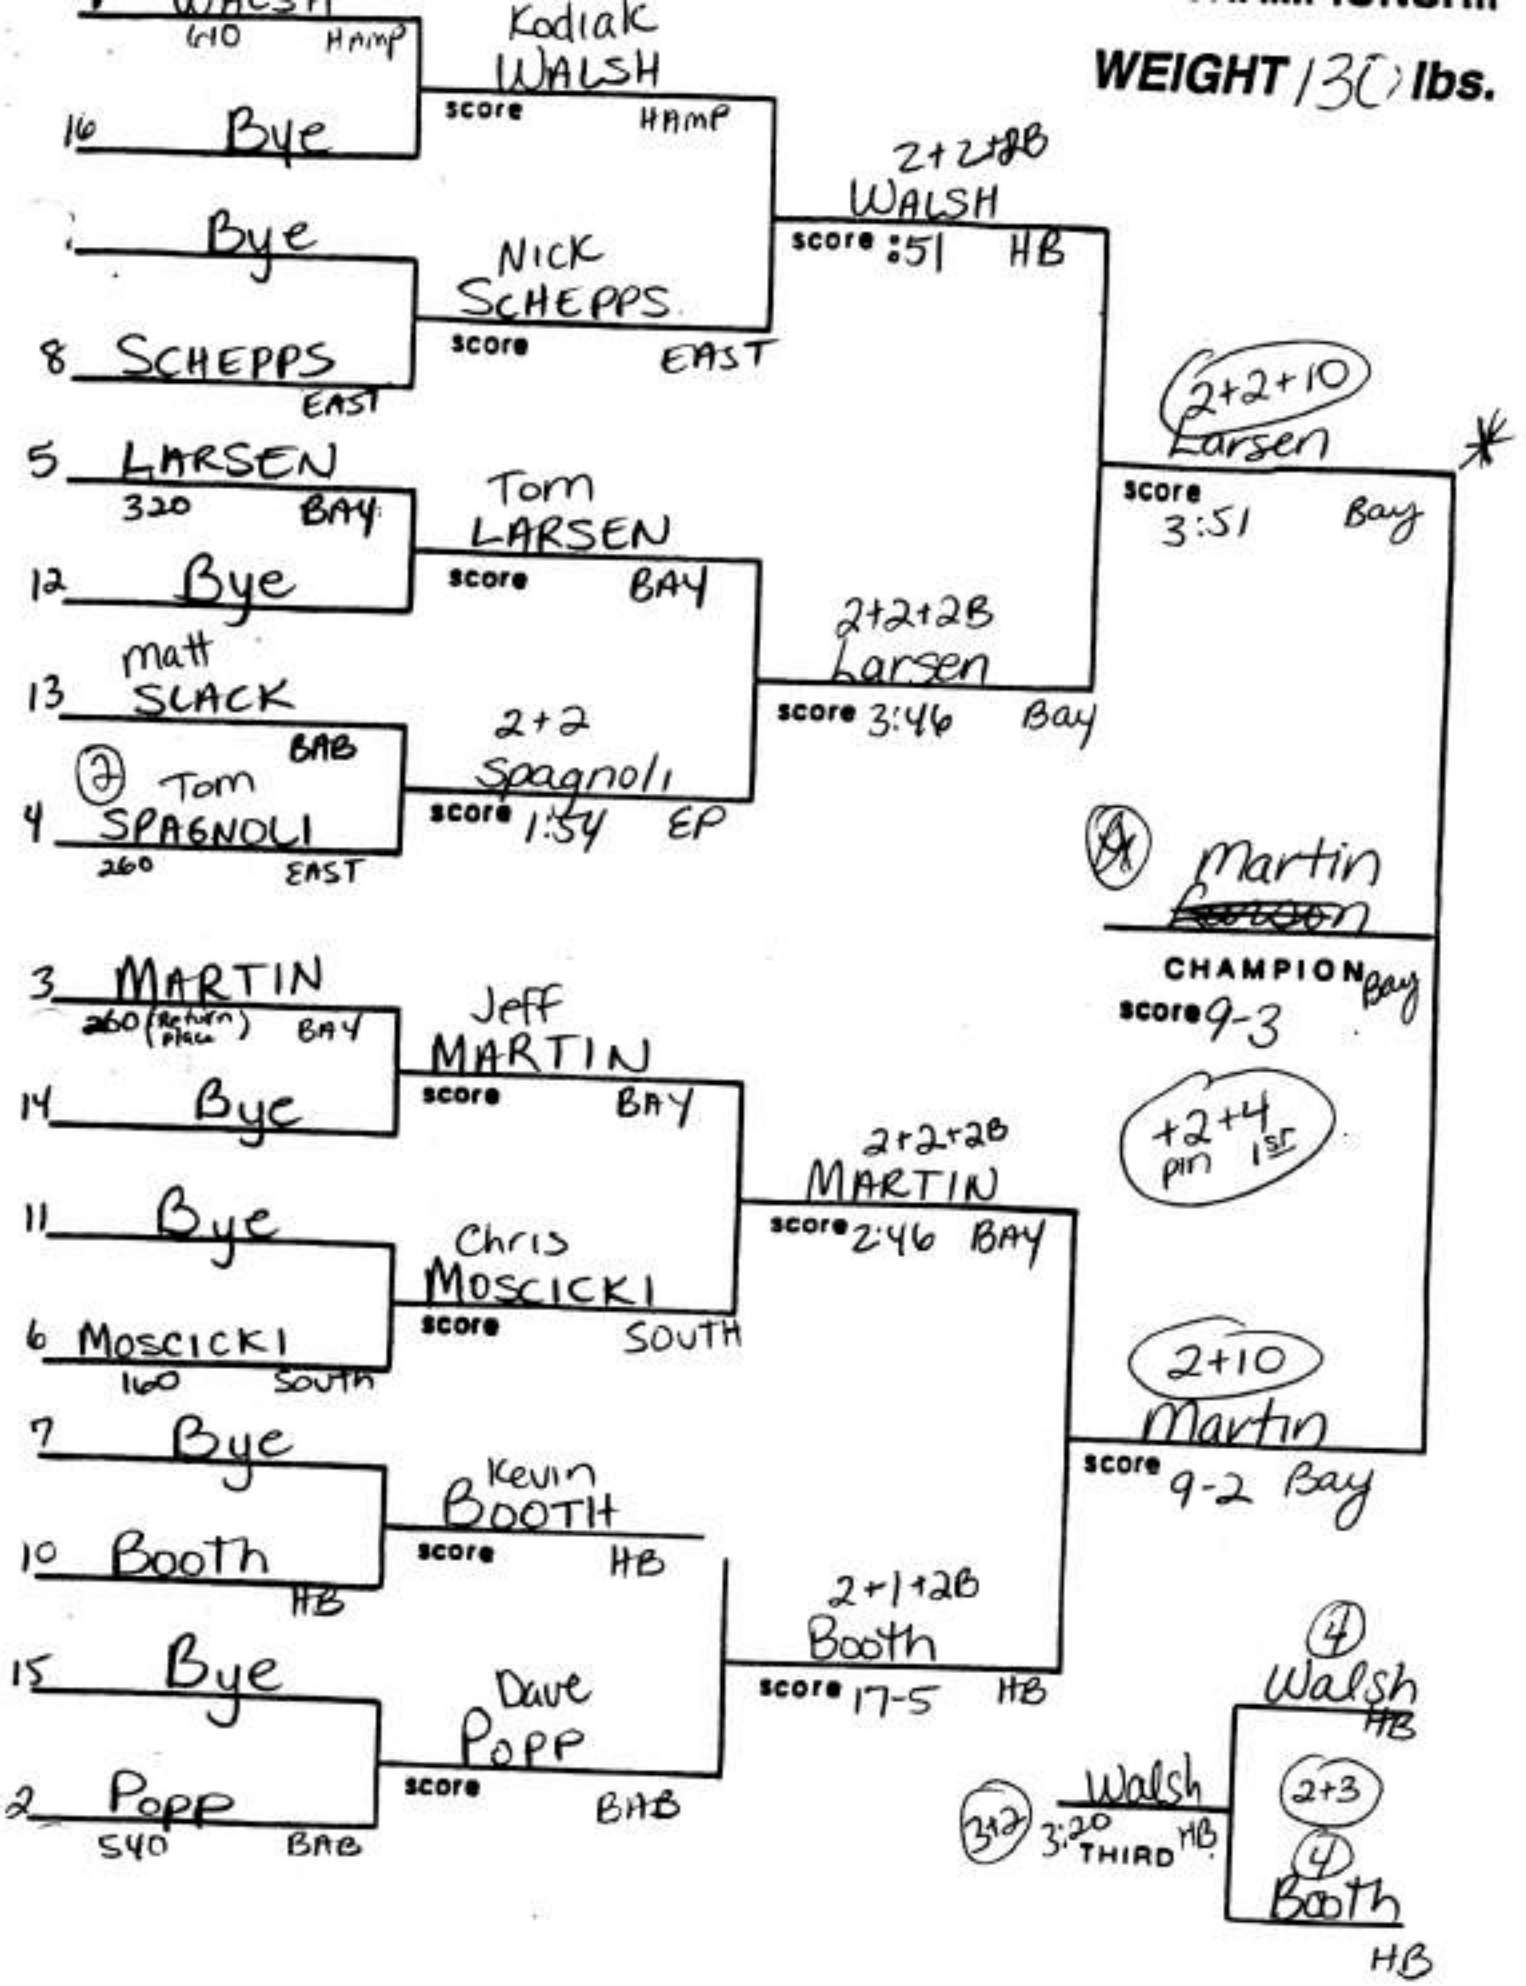 WALSH
610 HAMP
Kodiak
WALSH
score HAMP
WEIGHT 130 lbs.
16 Bye
2+2+2B
WALSH
score :51 HB
Bye
NICK
SCHEPPS
score EAST
8 SCHEPPS
EAST
2+2+10
Larsen
score
3:51 Bay
5 LARSEN
320 BAY
Tom
LARSEN
score BAY
12 Bye
2+2+2B
Larsen
score 3:46 Bay
Matt
13 SLACK
BAB
2+2
Spagnoli
score 1:54 EP
2 Tom
4 SPAGNOLI
260 EAST
Martin
CHAMPION
Bay
score 9-3
+2+4
pin 1st
3 MARTIN
260 (Return place) BAY
Jeff
MARTIN
score BAY
14 Bye
2+2+2B
MARTIN
score 2:46 BAY
11 Bye
Chris
MOSCICKI
score SOUTH
6 MOSCICKI
160 South
2+10
Martin
score 9-2 Bay
7 Bye
Kevin
BOOTH
score HB
10 Booth
HB
2+1+2B
Booth
score 17-5 HB
15 Bye
Dave
POPP
score BAB
2 Popp
540 BAB
4
Walsh
HB
Walsh
3+2 3:20 HB
THIRD
2+3
4
Booth
HB